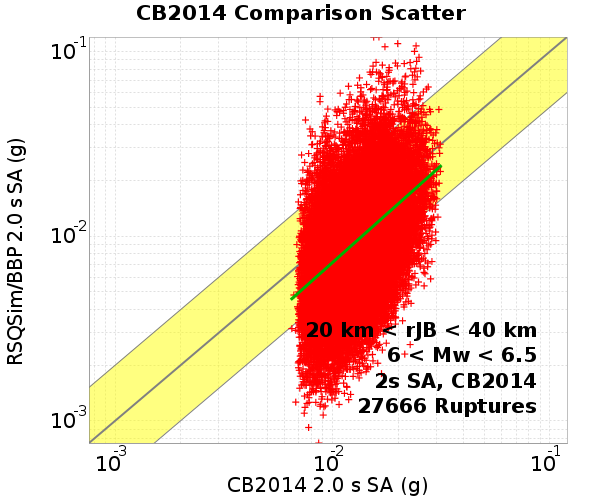 CB2014 Comparison Scatter
RSQSim/BBP 2.0 s SA (g)
10-1
10-2
10-3
20 km < rJB < 40 km
6 < Mw < 6.5
2s SA, CB2014
27666 Ruptures
10-3 10-2 10-1
CB2014 2.0 s SA (g)